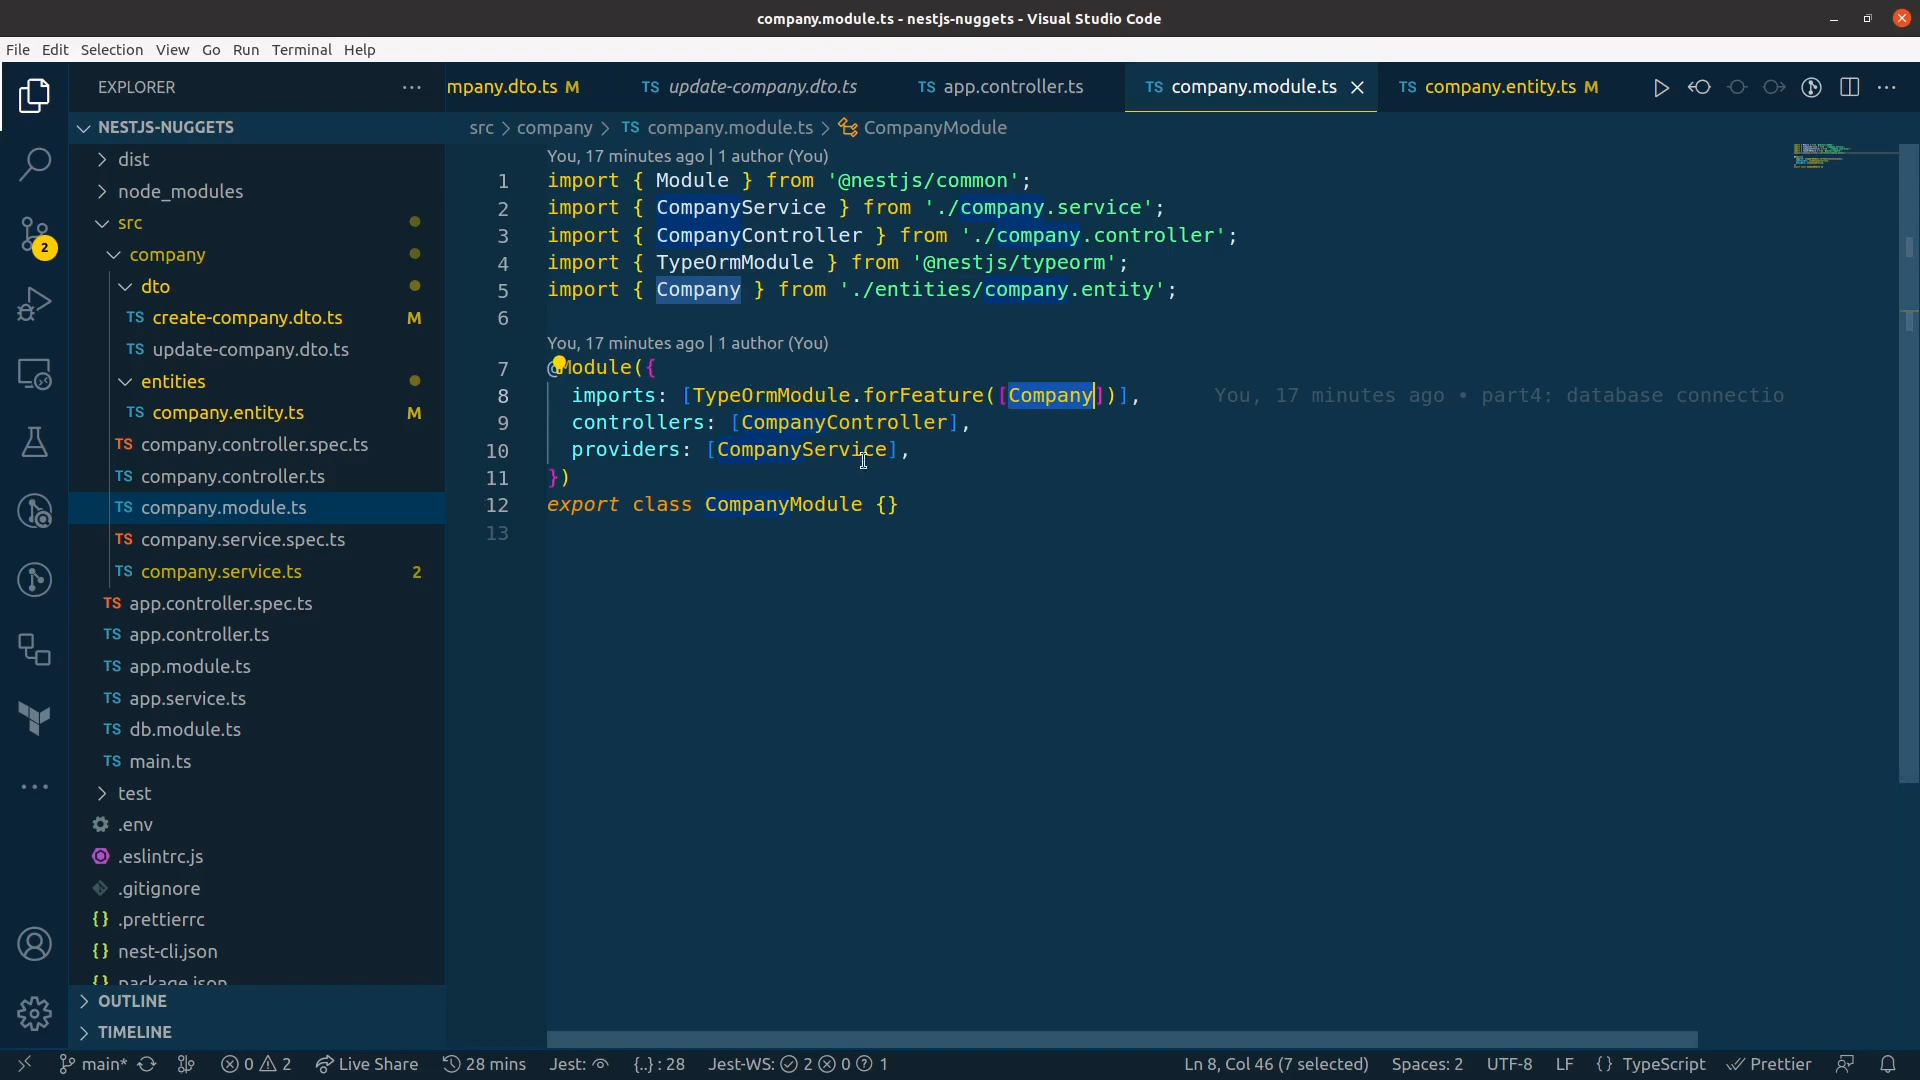 company.module.ts - nestjs-nuggets - Visual Studio Code
File Edit Selection View Go Run Terminal Help
EXPLORER
mpany.dto.ts M
TS update-company.dto.ts
TS app.controller.ts
TS company.module.ts
TS company.entity.ts M
NESTJS-NUGGETS
src > company > TS company.module.ts > CompanyModule
dist
node_modules
src
company
dto
TS create-company.dto.ts M
TS update-company.dto.ts
entities
TS company.entity.ts M
TS company.controller.spec.ts
TS company.controller.ts
TS company.module.ts
TS company.service.spec.ts
TS company.service.ts 2
TS app.controller.spec.ts
TS app.controller.ts
TS app.module.ts
TS app.service.ts
TS db.module.ts
TS main.ts
test
.env
.eslintrc.js
.gitignore
{} .prettierrc
{} nest-cli.json
{} package.json
OUTLINE
TIMELINE
2
You, 17 minutes ago | 1 author (You)
1 import { Module } from '@nestjs/common';
2 import { CompanyService } from './company.service';
3 import { CompanyController } from './company.controller';
4 import { TypeOrmModule } from '@nestjs/typeorm';
5 import { Company } from './entities/company.entity';
6
You, 17 minutes ago | 1 author (You)
7 @Module({
8 imports: [TypeOrmModule.forFeature([Company])], You, 17 minutes ago • part4: database connectio
9 controllers: [CompanyController],
10 providers: [CompanyService],
11 })
12 export class CompanyModule {}
13
main* 0 2 Live Share 28 mins Jest: {..} : 28 Jest-WS: 2 0 1 Ln 8, Col 46 (7 selected) Spaces: 2 UTF-8 LF {} TypeScript Prettier